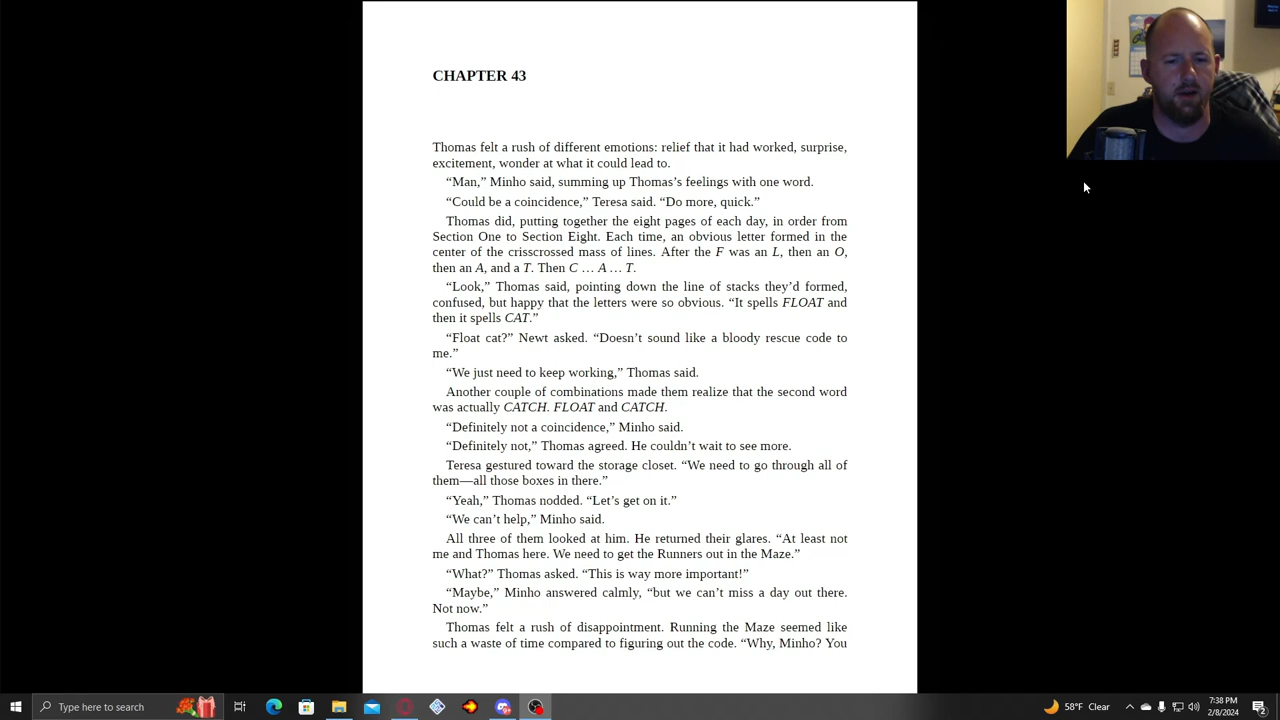 CHAPTER 43
Thomas felt a rush of different emotions: relief that it had worked, surprise,
excitement, wonder at what it could lead to.
“Man,” Minho said, summing up Thomas’s feelings with one word.
“Could be a coincidence,” Teresa said. “Do more, quick.”
Thomas did, putting together the eight pages of each day, in order from
Section One to Section Eight. Each time, an obvious letter formed in the
center of the crisscrossed mass of lines. After the F was an L, then an O,
then an A, and a T. Then C … A … T.
“Look,” Thomas said, pointing down the line of stacks they’d formed,
confused, but happy that the letters were so obvious. “It spells FLOAT and
then it spells CAT.”
“Float cat?” Newt asked. “Doesn’t sound like a bloody rescue code to
me.”
“We just need to keep working,” Thomas said.
Another couple of combinations made them realize that the second word
was actually CATCH. FLOAT and CATCH.
“Definitely not a coincidence,” Minho said.
“Definitely not,” Thomas agreed. He couldn’t wait to see more.
Teresa gestured toward the storage closet. “We need to go through all of
them—all those boxes in there.”
“Yeah,” Thomas nodded. “Let’s get on it.”
“We can’t help,” Minho said.
All three of them looked at him. He returned their glares. “At least not
me and Thomas here. We need to get the Runners out in the Maze.”
“What?” Thomas asked. “This is way more important!”
“Maybe,” Minho answered calmly, “but we can’t miss a day out there.
Not now.”
Thomas felt a rush of disappointment. Running the Maze seemed like
such a waste of time compared to figuring out the code. “Why, Minho? You
Type here to search
58°F Clear
7:38 PM
2/8/2024
2